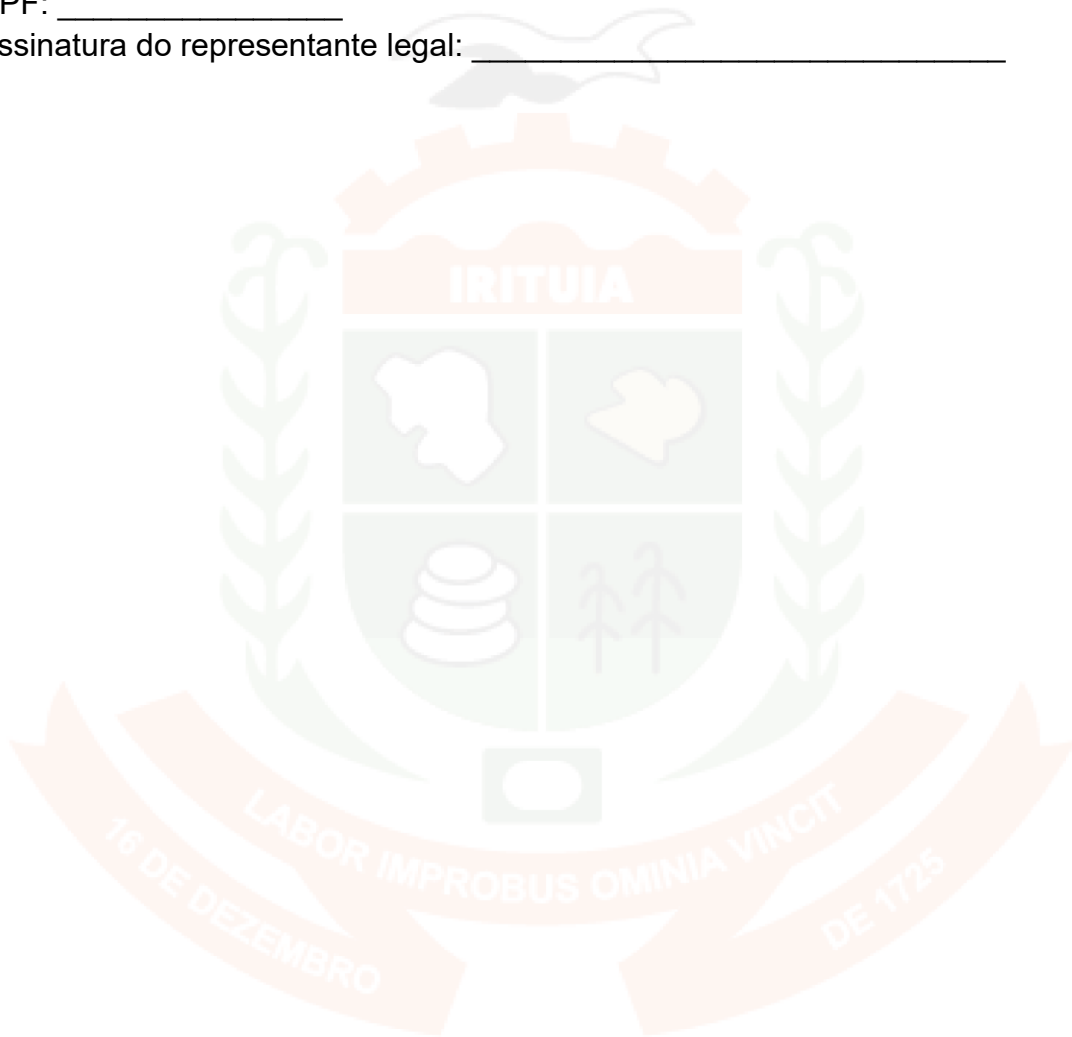 PF: ________________
ssinatura do representante legal: ______________________________
IRITUIA
LABOR IMPROBUS OMINIA VINCIT
16 DE DEZEMBRO
DE 1725